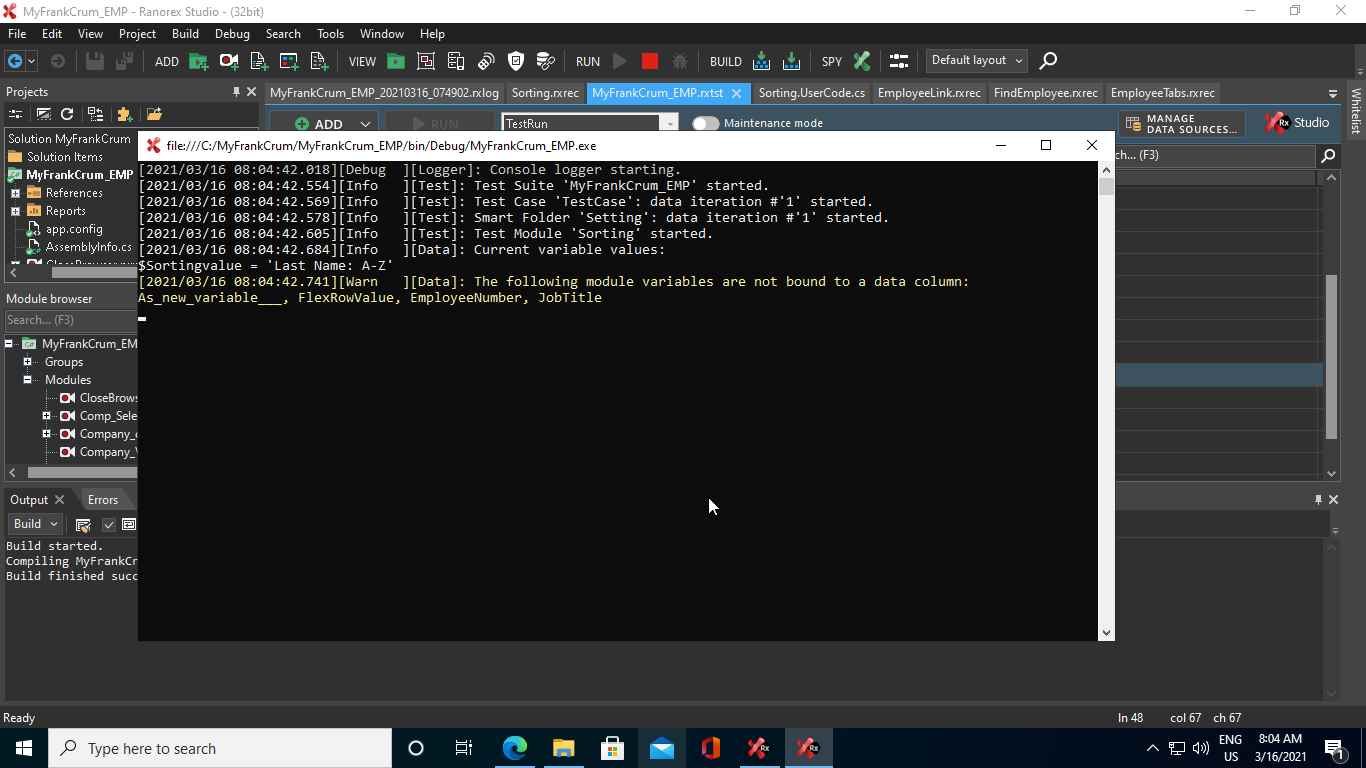 MyFrankCrum_EMP - Ranorex Studio - (32bit)
File Edit View Project Build Debug Search Tools Window Help
ADD VIEW RUN BUILD SPY Default layout
Projects
MyFrankCrum_EMP_20210316_074902.rxlog Sorting.rxrec MyFrankCrum_EMP.rxtst Sorting.UserCode.cs EmployeeLink.rxrec FindEmployee.rxrec EmployeeTabs.rxrec
Whitelist
ADD RUN TestRun Maintenance mode MANAGE DATA SOURCES... Rx Studio
Solution MyFrankCrum
Solution Items
MyFrankCrum_EMP
References
Reports
app.config
AssemblyInfo.cs
ch... (F3)
file:///C:/MyFrankCrum/MyFrankCrum_EMP/bin/Debug/MyFrankCrum_EMP.exe
[2021/03/16 08:04:42.018][Debug  ][Logger]: Console logger starting.
[2021/03/16 08:04:42.554][Info   ][Test]: Test Suite 'MyFrankCrum_EMP' started.
[2021/03/16 08:04:42.569][Info   ][Test]: Test Case 'TestCase': data iteration #'1' started.
[2021/03/16 08:04:42.578][Info   ][Test]: Smart Folder 'Setting': data iteration #'1' started.
[2021/03/16 08:04:42.605][Info   ][Test]: Test Module 'Sorting' started.
[2021/03/16 08:04:42.684][Info   ][Data]: Current variable values:
$Sortingvalue = 'Last Name: A-Z'
[2021/03/16 08:04:42.741][Warn   ][Data]: The following module variables are not bound to a data column:
As_new_variable___, FlexRowValue, EmployeeNumber, JobTitle
Module browser
Search... (F3)
MyFrankCrum_EM
Groups
Modules
CloseBrows
Comp_Sele
Company_
Company_V
Output Errors
Build
Build started.
Compiling MyFrankCr
Build finished succ
Ready ln 48 col 67 ch 67
Type here to search
ENG
US
8:04 AM
3/16/2021
1